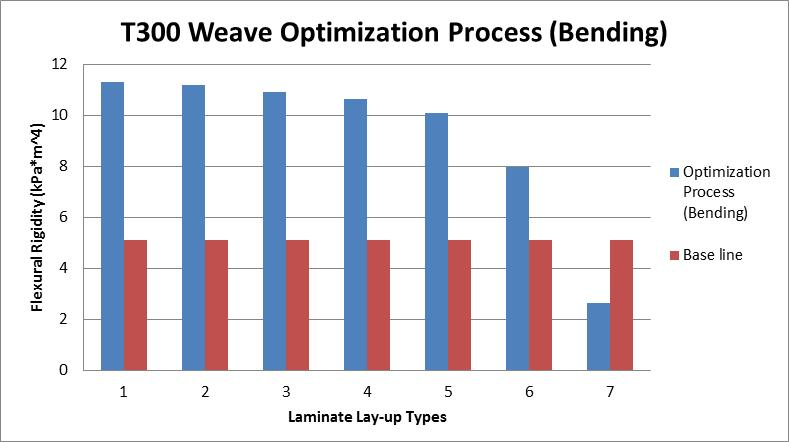 T300 Weave Optimization Process (Bending)
12
10
8
6
4
2
0
Flexural Rigidity (kPa*m^4)
1 2 3 4 5 6 7
Laminate Lay-up Types
Optimization
Process
(Bending)
Base line